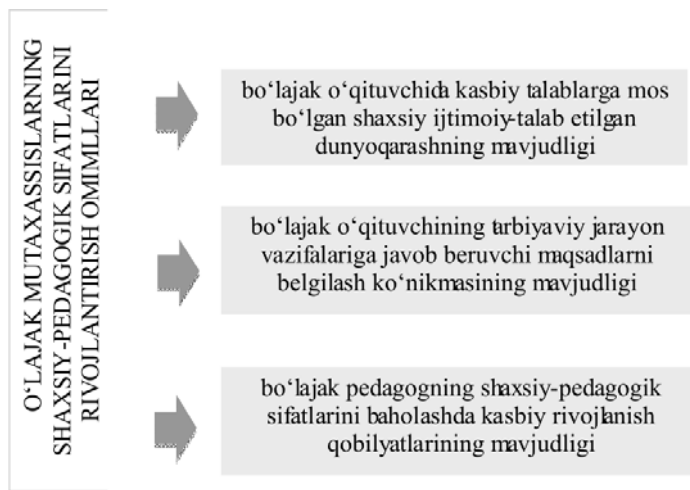 O‘LAJAK MUTAXASSISLARNING
SHAXSIY-PEDAGOGIK SIFATLARINI
RIVOJLANTIRISH OMIMLLARI
bo‘lajak o‘qituvchida kasbiy talablarga mos
bo‘lgan shaxsiy ijtimoiy-talab etilgan
dunyoqarashning mavjudligi
bo‘lajak o‘qituvchining tarbiyaviy jarayon
vazifalariga javob beruvchi maqsadlarni
belgilash ko‘nikmasining mavjudligi
bo‘lajak pedagogning shaxsiy-pedagogik
sifatlarini baholashda kasbiy rivojlanish
qobilyatlarining mavjudligi